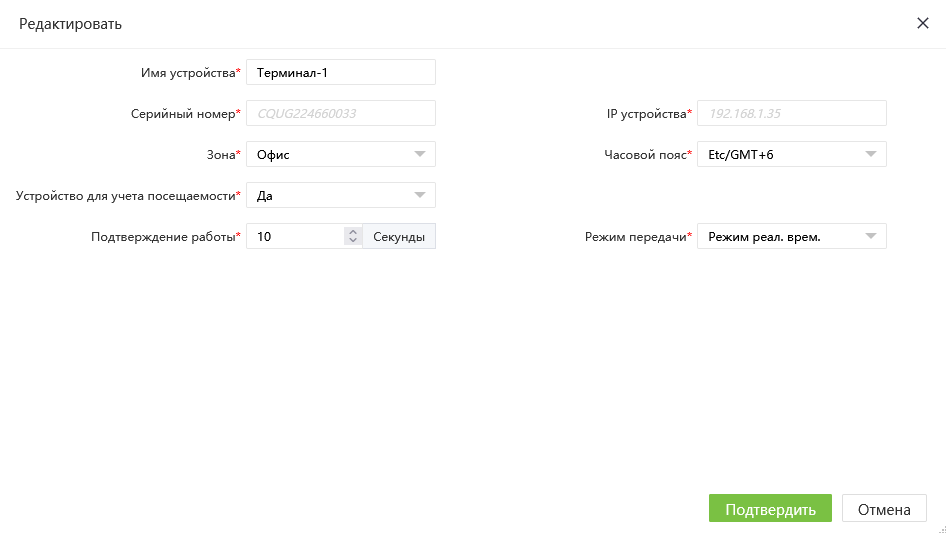 Редактировать
Имя устройства* Терминал-1
Серийный номер* CQUG224660033 IP устройства* 192.168.1.35
Зона* Офис Часовой пояс* Etc/GMT+6
Устройство для учета посещаемости* Да
Подтверждение работы* 10 Секунды Режим передачи* Режим реал. врем.
Подтвердить Отмена